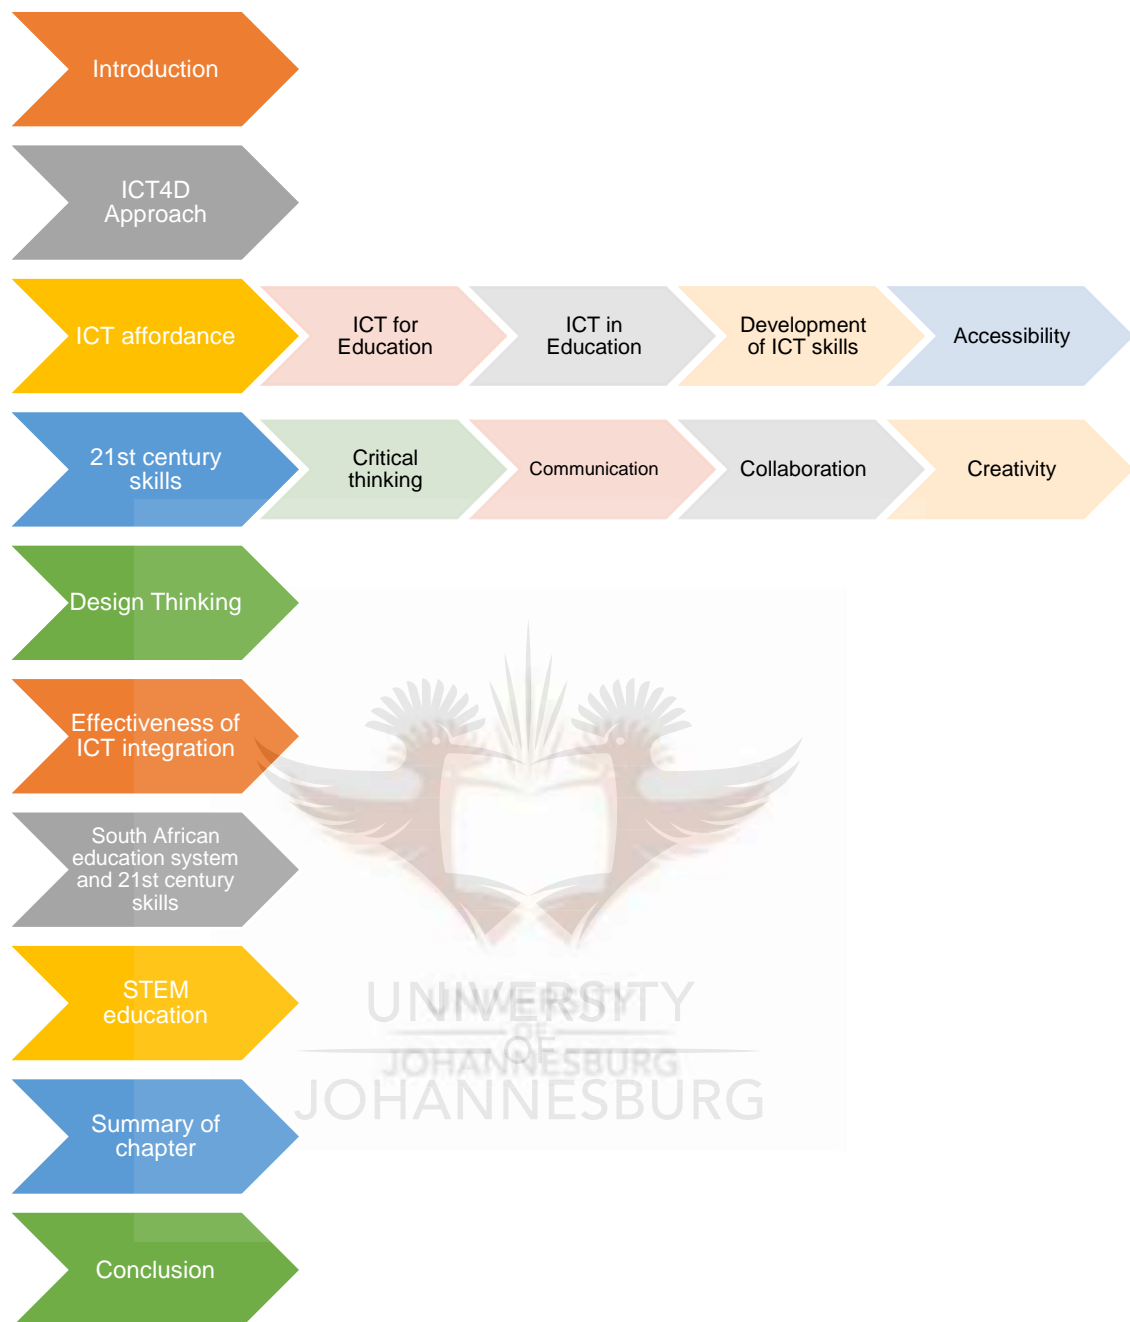 Introduction
ICT4D
Approach
ICT affordance
ICT for
Education
ICT in
Education
Development
of ICT skills
Accessibility
21st century
skills
Critical
thinking
Communication
Collaboration
Creativity
Design Thinking
Effectiveness of
ICT integration
South African
education system
and 21st century
skills
STEM
education
Summary of
chapter
Conclusion
UNIVERSITY
OF
JOHANNESBURG